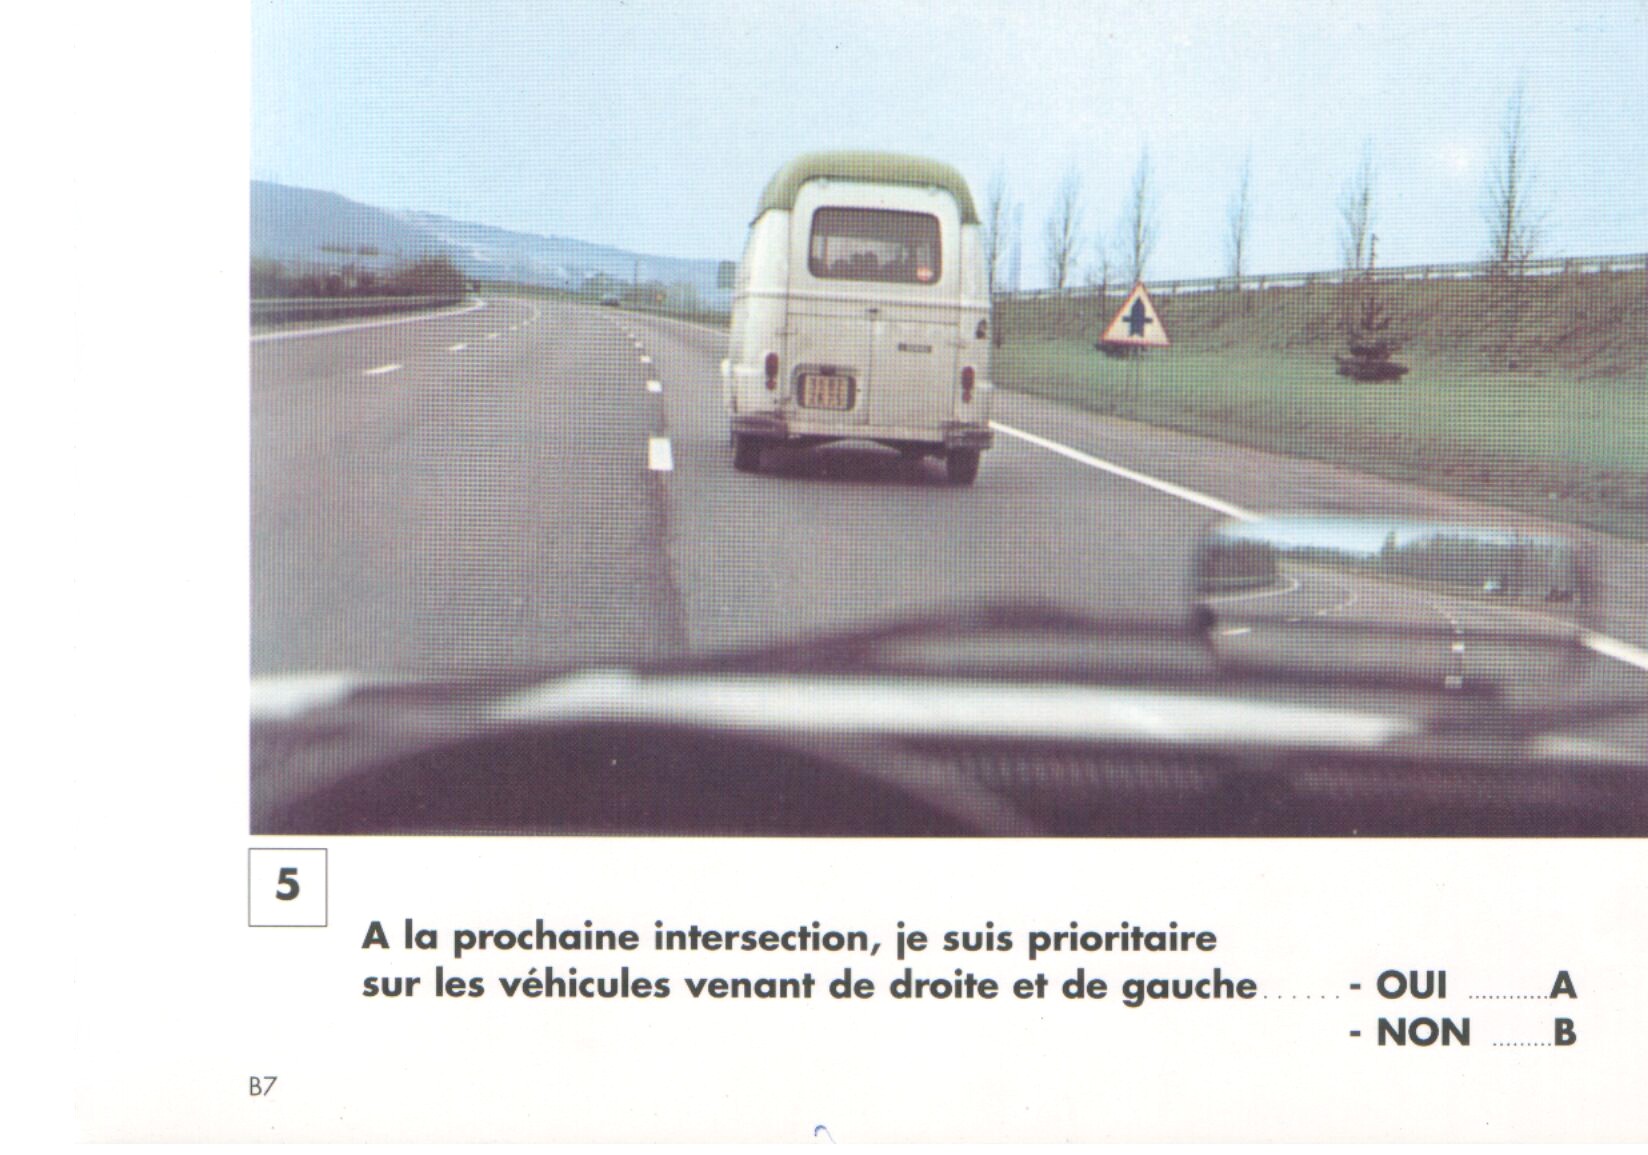 5
A la prochaine intersection, je suis prioritaire
sur les véhicules venant de droite et de gauche ...... - OUI ...........A
- NON .........B
B7